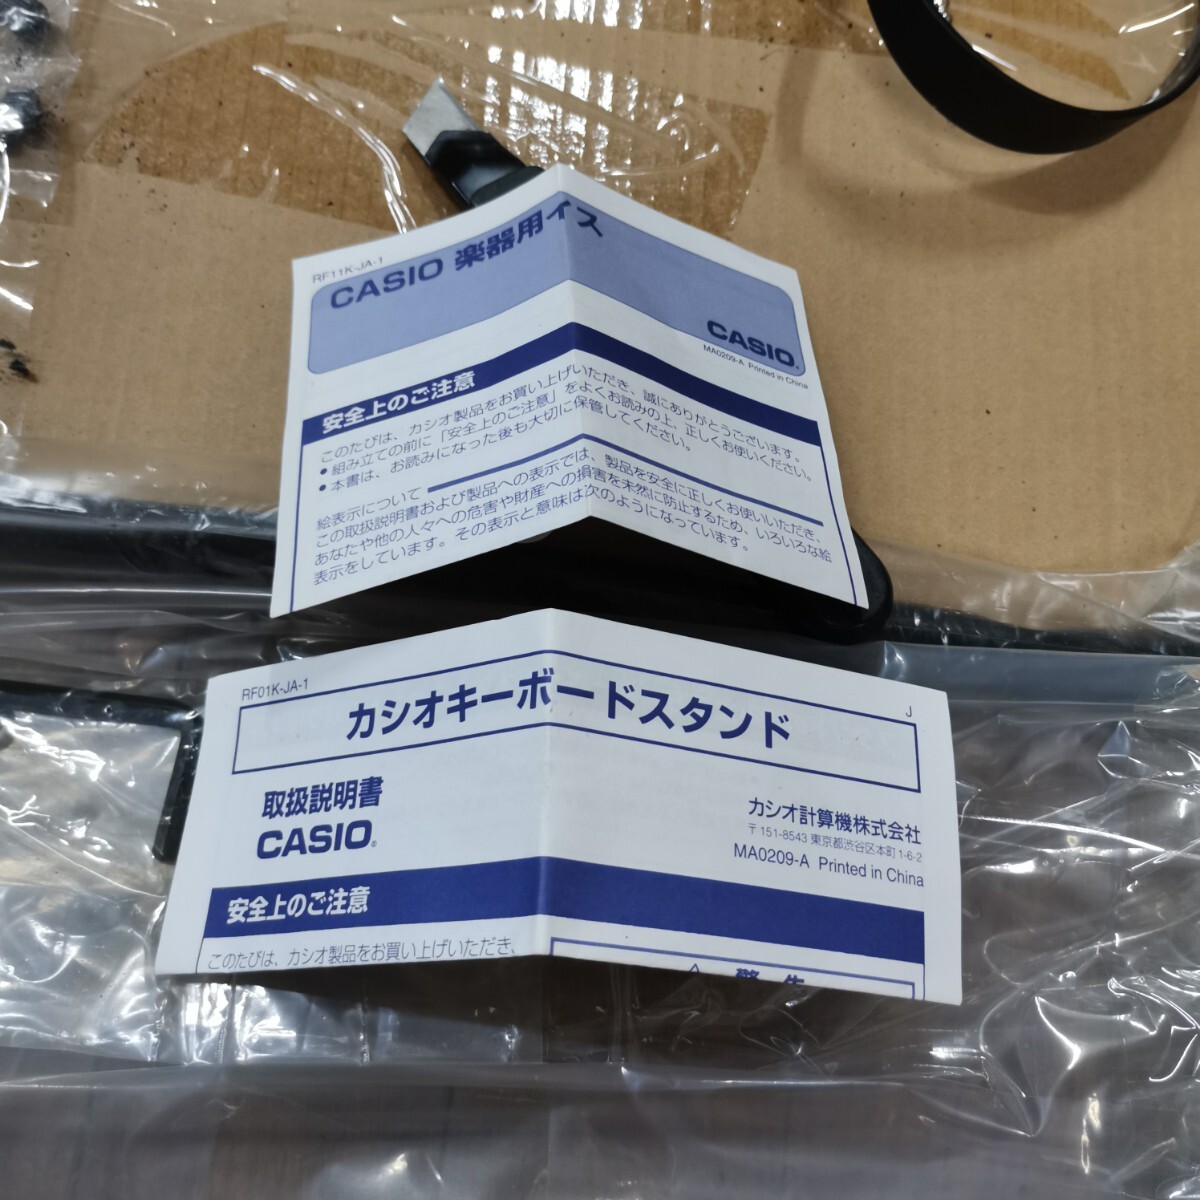 RF11K-JA-1
CASIO 楽器用イス
CASIO
MA0209-A Printed in China
安全上のご注意
このたびは、カシオ製品をお買い上げいただき、誠にありがとうございます。
●組み立ての前に「安全上のご注意」をよくお読みの上、正しくお使いください。
●本書は、お読みになった後も大切に保管してください。
絵表示について
この取扱説明書および製品への表示では、製品を安全に正しくお使いいただき、
あなたや他の人々への危害や財産への損害を未然に防止するため、いろいろな絵
表示をしています。その表示と意味は次のようになっています。
RF01K-JA-1
J
カシオキーボードスタンド
取扱説明書
CASIO®
カシオ計算機株式会社
〒151-8543 東京都渋谷区本町1-6-2
MA0209-A Printed in China
安全上のご注意
このたびは、カシオ製品をお買い上げいただき、
⚠ 警告